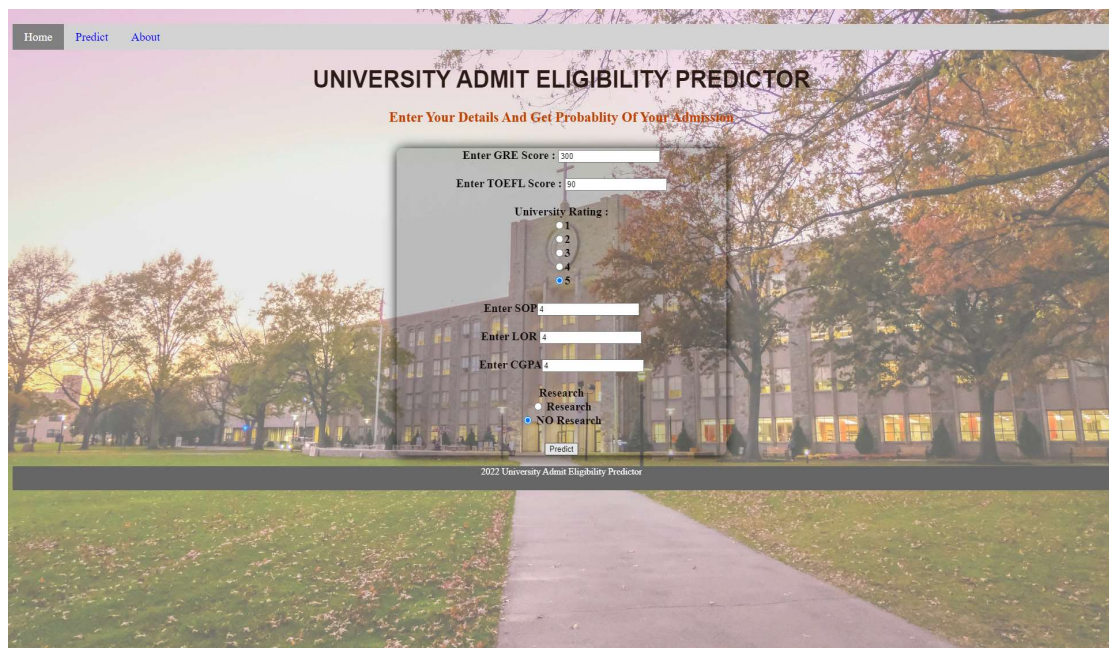 Home Predict About
UNIVERSITY ADMIT ELIGIBILITY PREDICTOR
Enter Your Details And Get Probablity Of Your Admission
Enter GRE Score : 300
Enter TOEFL Score : 90
University Rating :
1
2
3
4
5
Enter SOP 4
Enter LOR 4
Enter CGPA 4
Research
Research
NO Research
Predict
2022 University Admit Eligibility Predictor